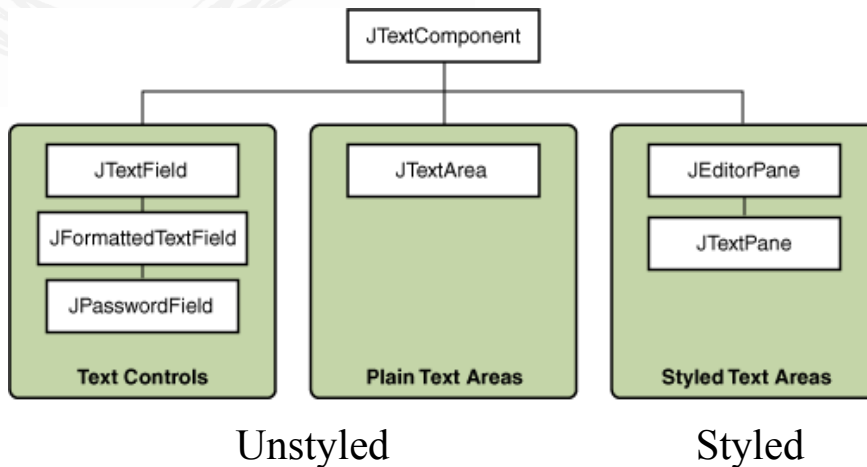 JTextComponent
JTextField
JFormattedTextField
JPasswordField
Text Controls
JTextArea
Plain Text Areas
JEditorPane
JTextPane
Styled Text Areas
Unstyled
Styled